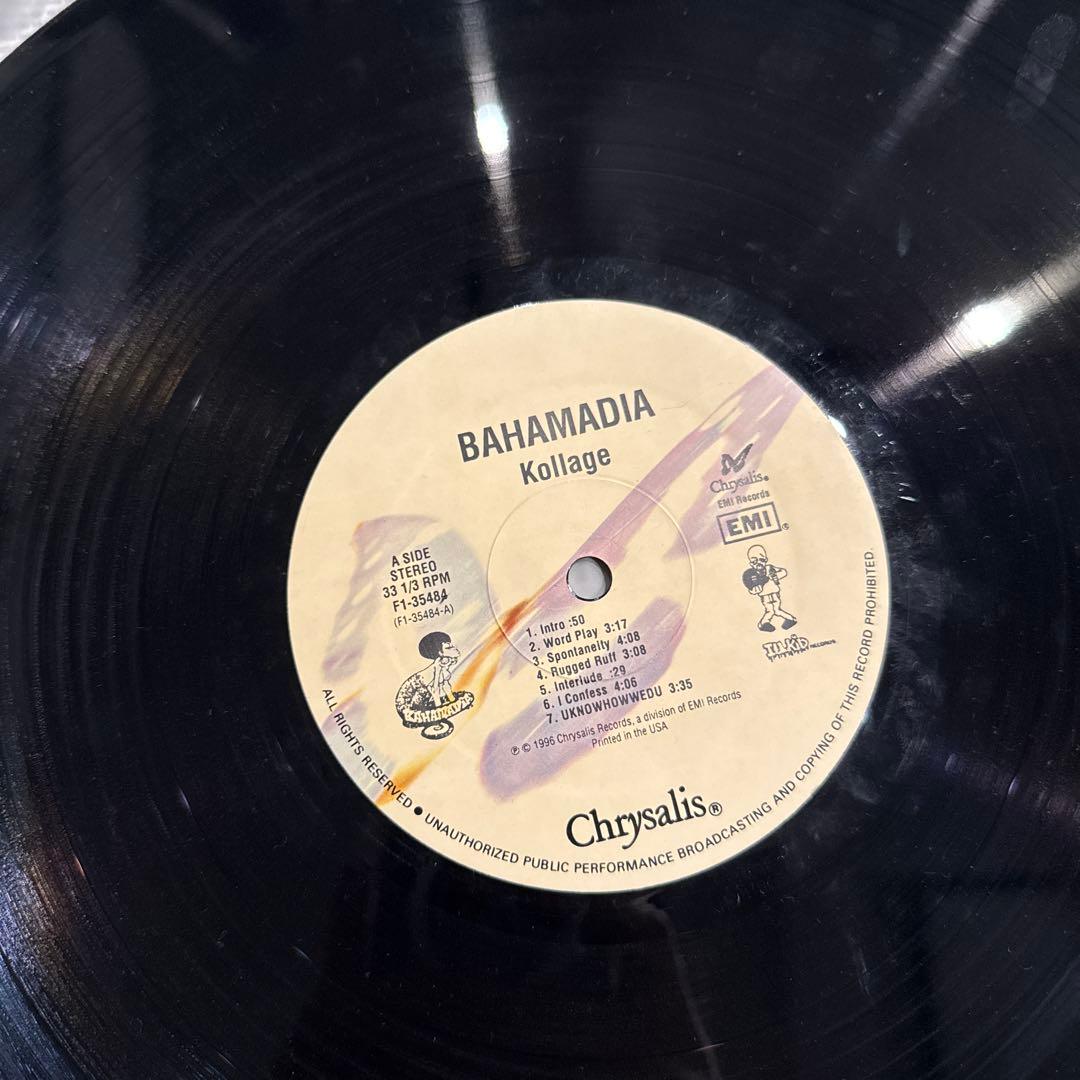 BAHAMADIA
Kollage
Chrysalis®
EMI Records
EMI ®
A SIDE
STEREO
33 1/3 RPM
F1-35484
(F1-35484-A)
BAHAMADIA
RECORDS
1. Intro :50
2. Word Play 3:17
3. Spontaneity 4:08
4. Rugged Ruff 3:08
5. Interlude :29
6. I Confess 4:06
7. UKNOWHOWWEDU 3:35
℗ © 1996 Chrysalis Records, a division of EMI Records
Printed in the USA
Chrysalis®
ALL RIGHTS RESERVED ● UNAUTHORIZED PUBLIC PERFORMANCE BROADCASTING AND COPYING OF THIS RECORD PROHIBITED.